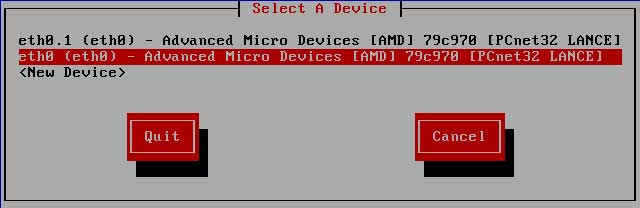 Select A Device
eth0.1 (eth0) - Advanced Micro Devices [AMD] 79c970 [PCnet32 LANCE]
eth0 (eth0) - Advanced Micro Devices [AMD] 79c970 [PCnet32 LANCE]
<New Device>
Quit
Cancel